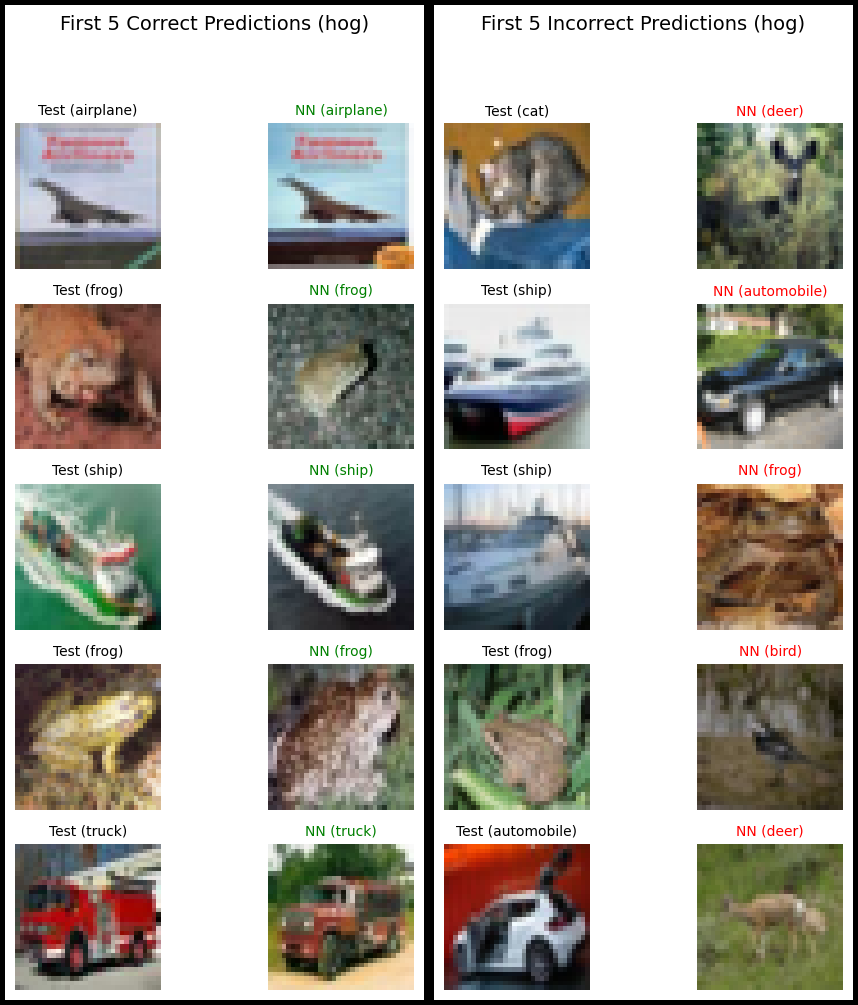 First 5 Correct Predictions (hog)
Test (airplane)
NN (airplane)
Test (frog)
NN (frog)
Test (ship)
NN (ship)
Test (frog)
NN (frog)
Test (truck)
NN (truck)
First 5 Incorrect Predictions (hog)
Test (cat)
NN (deer)
Test (ship)
NN (automobile)
Test (ship)
NN (frog)
Test (frog)
NN (bird)
Test (automobile)
NN (deer)